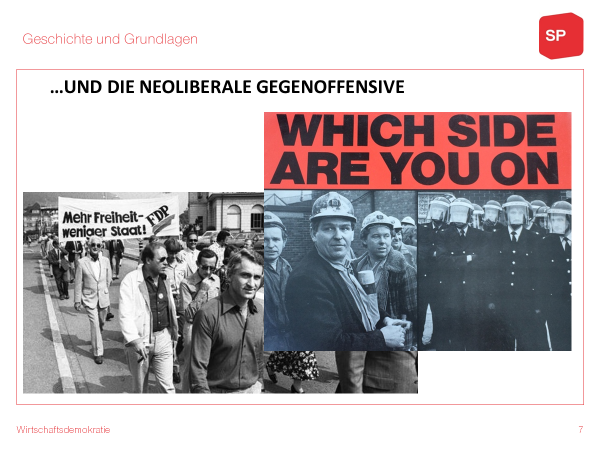 Geschichte und Grundlagen
SP
...UND DIE NEOLIBERALE GEGENOFFENSIVE
WHICH SIDE
ARE YOU ON
Mehr Freiheit-
weniger Staat!
FDP
Wirtschaftsdemokratie
7